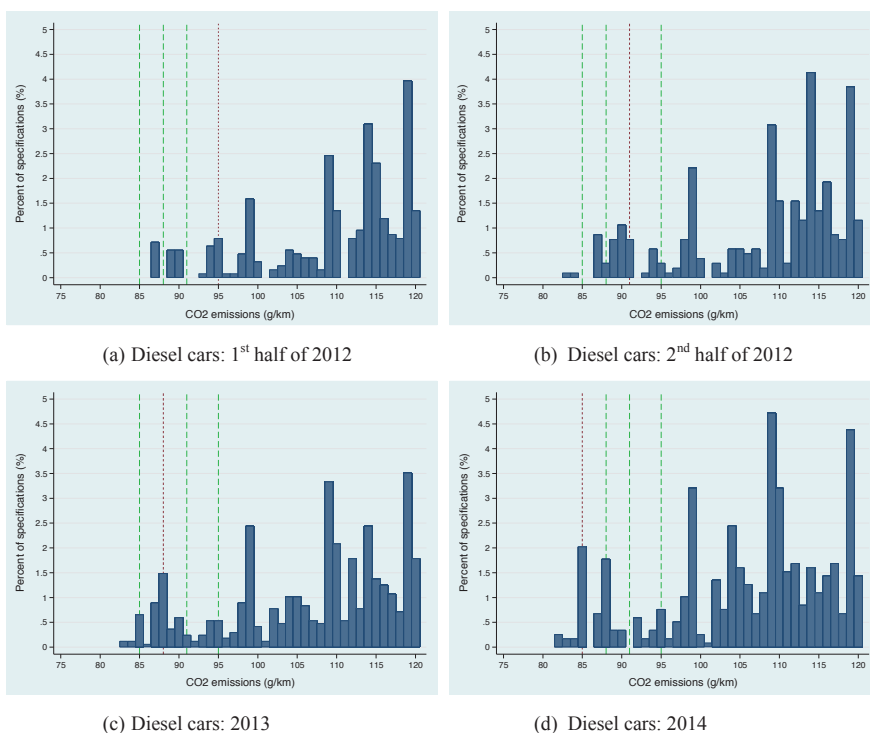 5
4.5
4
3.5
3
2.5
2
1.5
1
.5
0
Percent of specifications (%)
75 80 85 90 95 100 105 110 115 120
CO2 emissions (g/km)
(a) Diesel cars: 1st half of 2012
5
4.5
4
3.5
3
2.5
2
1.5
1
.5
0
Percent of specifications (%)
75 80 85 90 95 100 105 110 115 120
CO2 emissions (g/km)
(b) Diesel cars: 2nd half of 2012
5
4.5
4
3.5
3
2.5
2
1.5
1
.5
0
Percent of specifications (%)
75 80 85 90 95 100 105 110 115 120
CO2 emissions (g/km)
(c) Diesel cars: 2013
5
4.5
4
3.5
3
2.5
2
1.5
1
.5
0
Percent of specifications (%)
75 80 85 90 95 100 105 110 115 120
CO2 emissions (g/km)
(d) Diesel cars: 2014